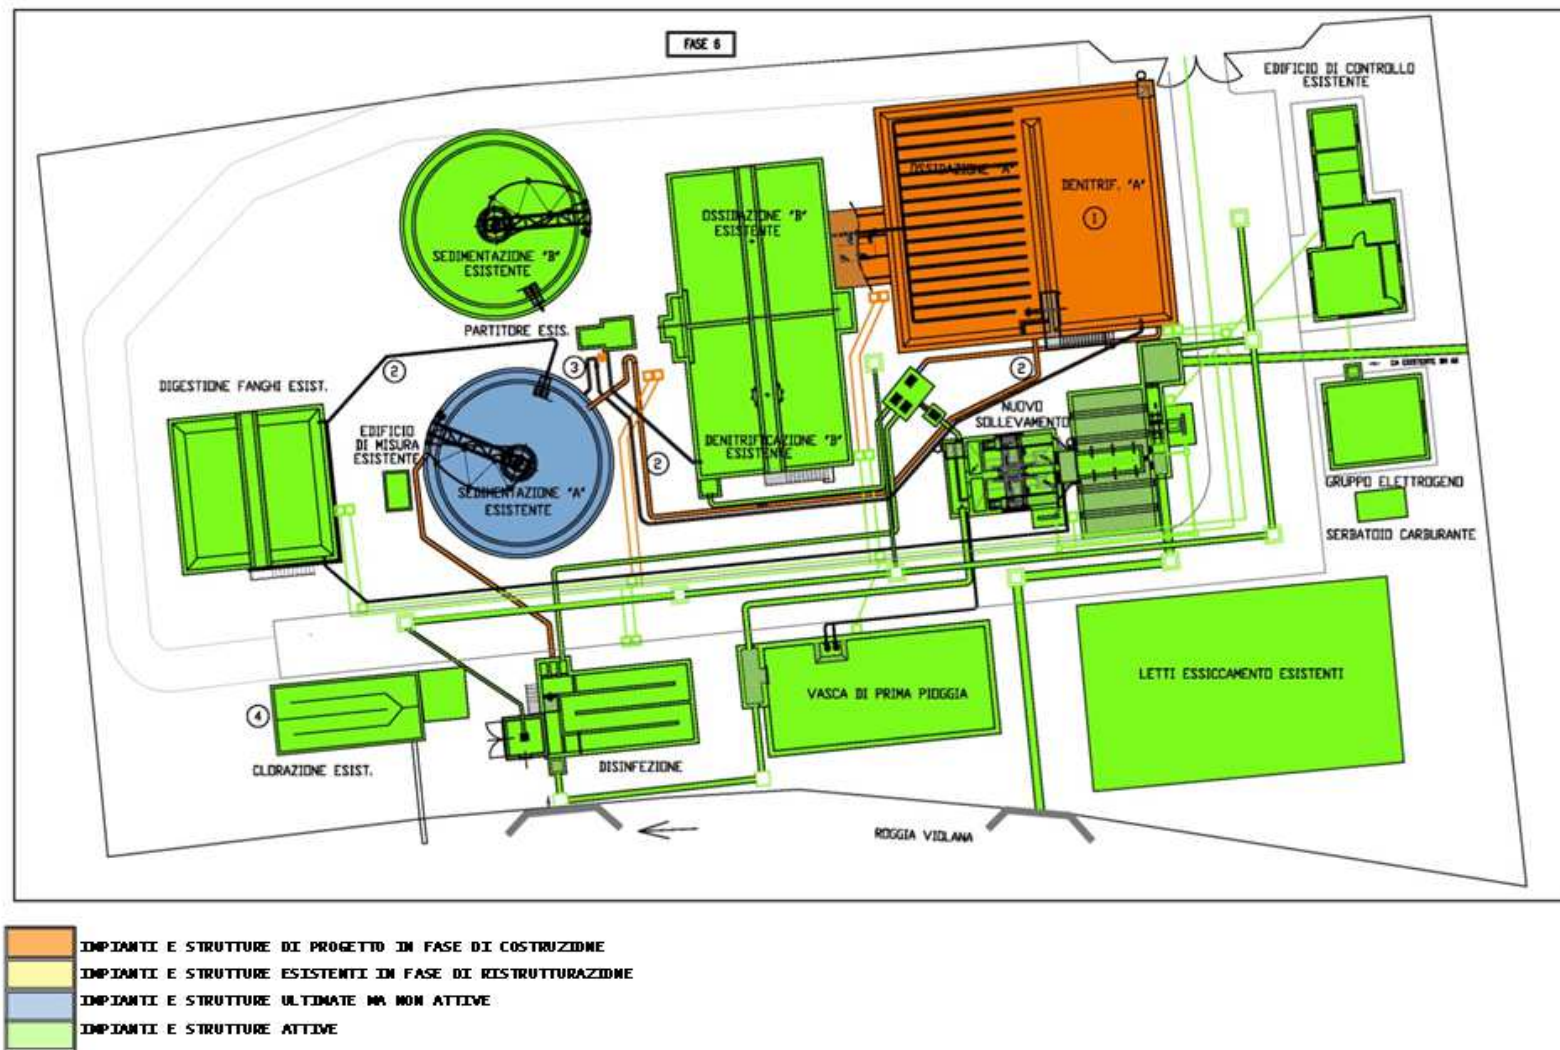 FASE 6
EDIFICIO DI CONTROLLO
ESISTENTE
OSSIDAZIONE "A"
DENITRIF. "A"
1
OSSIDAZIONE "B"
ESISTENTE
SEDIMENTAZIONE "B"
ESISTENTE
PARTITORE ESIS.
2
3
2
DIGESTIONE FANGHI ESIST.
EDIFICIO
DI MISURA
ESISTENTE
NUOVO
SOLLEVAMENTO
DENITRIFICAZIONE "B"
ESISTENTE
2
SEDIMENTAZIONE "A"
ESISTENTE
GRUPPO ELETTROGENO
SERBATOIO CARBURANTE
LETTI ESSICCAMENTO ESISTENTI
VASCA DI PRIMA PIOGGIA
4
CLORAZIONE ESIST.
DISINFEZIONE
ROGGIA VIOLANA
IMPIANTI E STRUTTURE DI PROGETTO IN FASE DI COSTRUZIONE
IMPIANTI E STRUTTURE ESISTENTI IN FASE DI RISTRUTTURAZIONE
IMPIANTI E STRUTTURE ULTIMATE MA NON ATTIVE
IMPIANTI E STRUTTURE ATTIVE